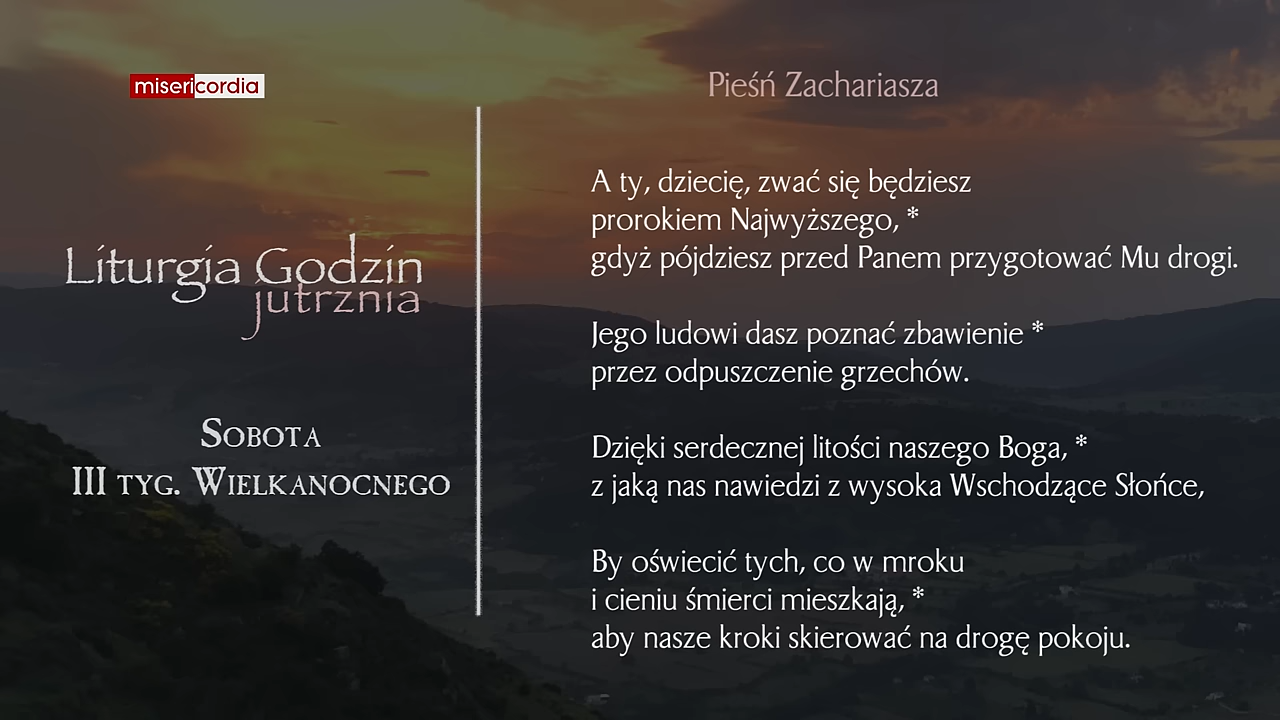 misericordia
Liturgia Godzin
jutrznia
Sobota
III tyg. Wielkanocnego
Pieśń Zachariasza
A ty, dziecię, zwać się będziesz
prorokiem Najwyższego, *
gdyż pójdziesz przed Panem przygotować Mu drogi.
Jego ludowi dasz poznać zbawienie *
przez odpuszczenie grzechów.
Dzięki serdecznej litości naszego Boga, *
z jaką nas nawiedzi z wysoka Wschodzące Słońce,
By oświecić tych, co w mroku
i cieniu śmierci mieszkają, *
aby nasze kroki skierować na drogę pokoju.